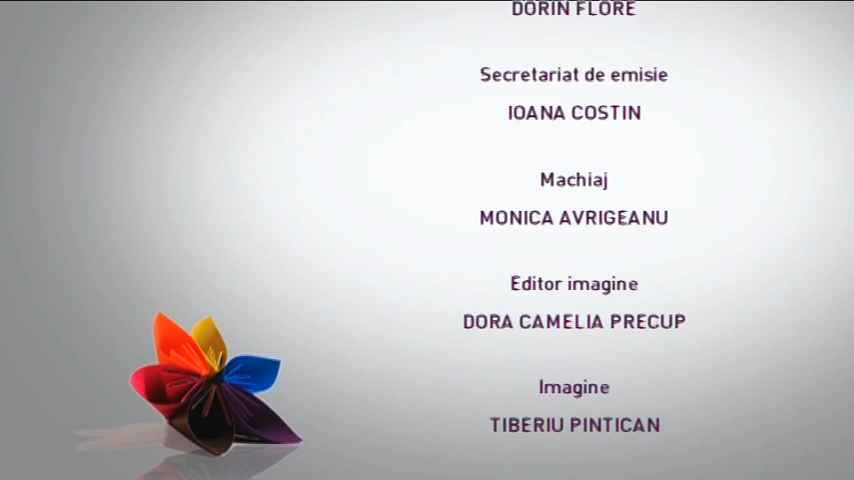 DORIN FLORE
Secretariat de emisie
IOANA COSTIN
Machiaj
MONICA AVRIGEANU
Editor imagine
DORA CAMELIA PRECUP
Imagine
TIBERIU PINTICAN